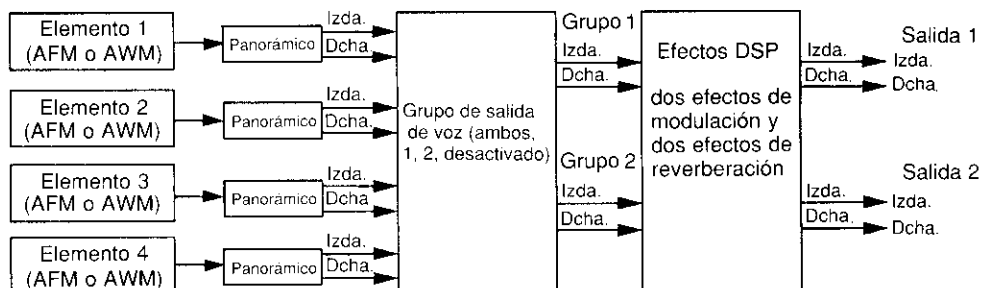 Elemento 1
(AFM o AWM)
Panorámico
Izda.
Dcha.
Elemento 2
(AFM o AWM)
Panorámico
Izda.
Dcha.
Elemento 3
(AFM o AWM)
Panorámico
Izda.
Dcha.
Elemento 4
(AFM o AWM)
Panorámico
Izda.
Dcha.
Grupo de salida
de voz (ambos,
1, 2, desactivado)
Grupo 1
Izda.
Dcha.
Grupo 2
Izda.
Dcha.
Efectos DSP
dos efectos de
modulación y
dos efectos de
reverberación
Salida 1
Izda.
Izda.
Dcha.
Dcha.
Salida 2
Izda.
Izda.
Dcha.
Dcha.